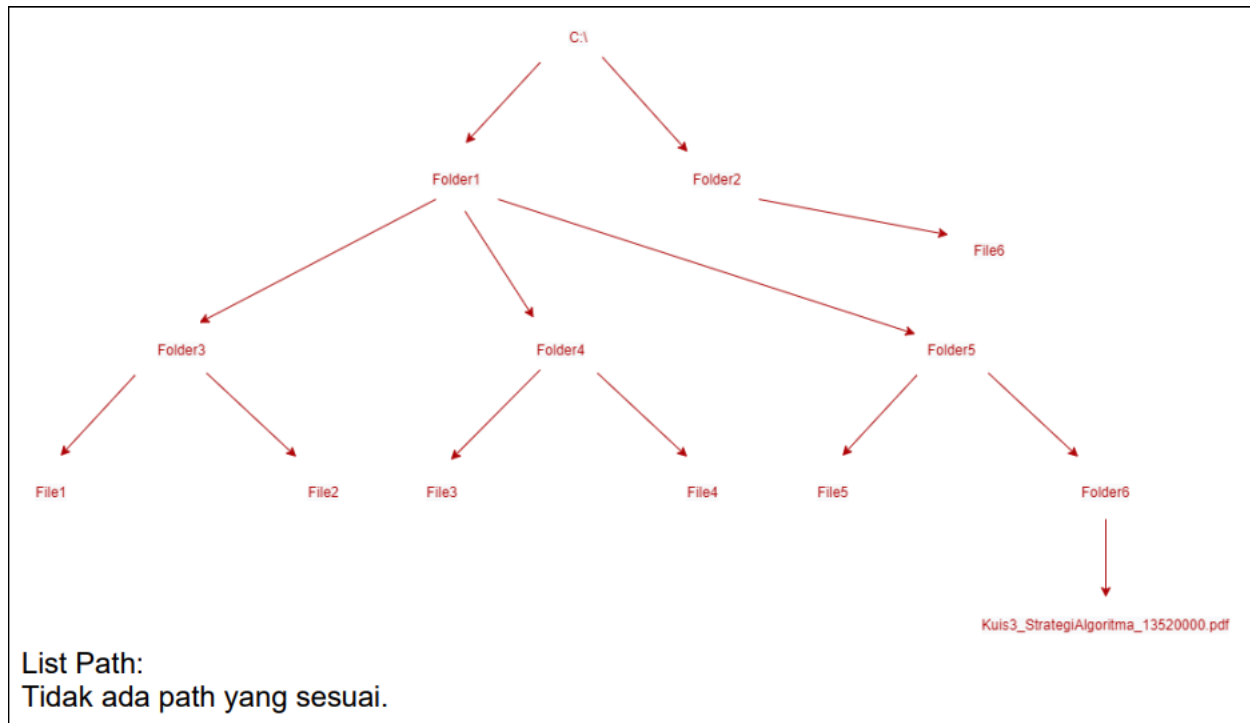 C:\
Folder1
Folder2
File6
Folder3
Folder4
Folder5
File1
File2
File3
File4
File5
Folder6
Kuis3_StrategiAlgoritma_13520000.pdf
List Path:
Tidak ada path yang sesuai.